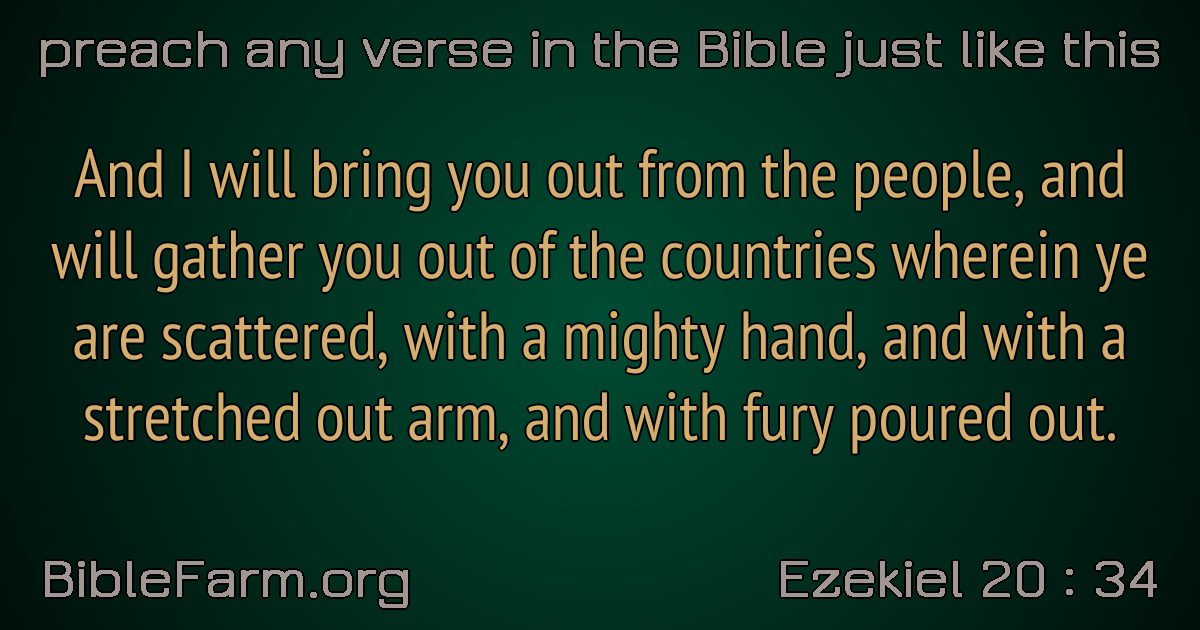 preach any verse in the Bible just like this
And I will bring you out from the people, and
will gather you out of the countries wherein ye
are scattered, with a mighty hand, and with a
stretched out arm, and with fury poured out.
BibleFarm.org
Ezekiel 20 : 34